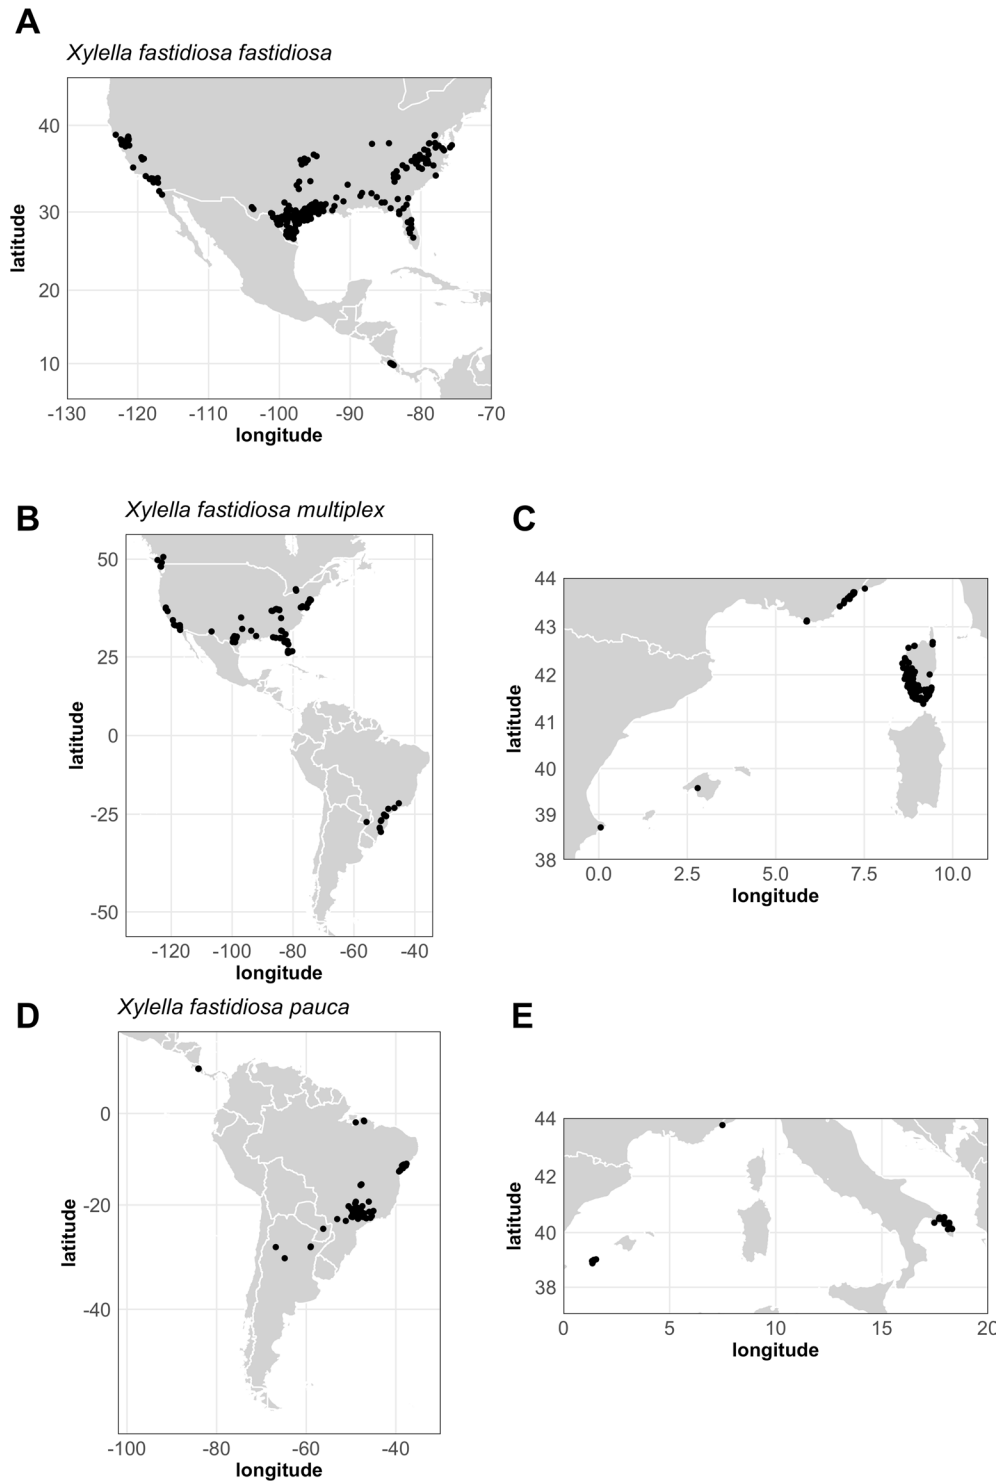 A
Xylella fastidiosa fastidiosa
latitude
40
30
20
10
-130 -120 -110 -100 -90 -80 -70
longitude
B
Xylella fastidiosa multiplex
latitude
50
25
0
-25
-50
-120 -100 -80 -60 -40
longitude
C
latitude
44
43
42
41
40
39
38
0.0 2.5 5.0 7.5 10.0
longitude
D
Xylella fastidiosa pauca
latitude
0
-20
-40
-100 -80 -60 -40
longitude
E
latitude
44
42
40
38
0 5 10 15 20
longitude